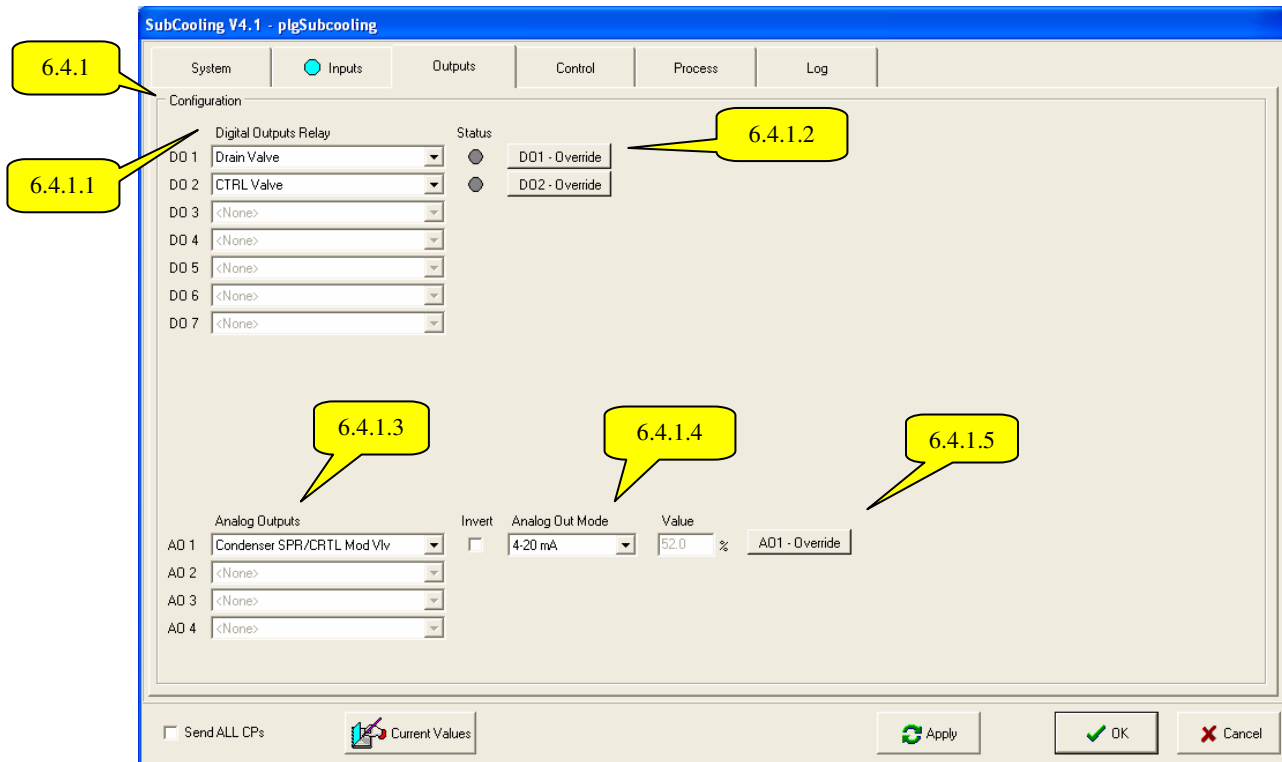 SubCooling V4.1 - plgSubcooling
6.4.1
System Inputs Outputs Control Process Log
Configuration
Digital Outputs Relay Status
6.4.1.2
DO 1 Drain Valve DO1 - Override
6.4.1.1
DO 2 CTRL Valve DO2 - Override
DO 3 <None>
DO 4 <None>
DO 5 <None>
DO 6 <None>
DO 7 <None>
6.4.1.3 6.4.1.4 6.4.1.5
Analog Outputs Invert Analog Out Mode Value
AO 1 Condenser SPR/CRTL Mod Vlv 4-20 mA 52.0 % AO1 - Override
AO 2 <None>
AO 3 <None>
AO 4 <None>
Send ALL CPs Current Values Apply OK Cancel